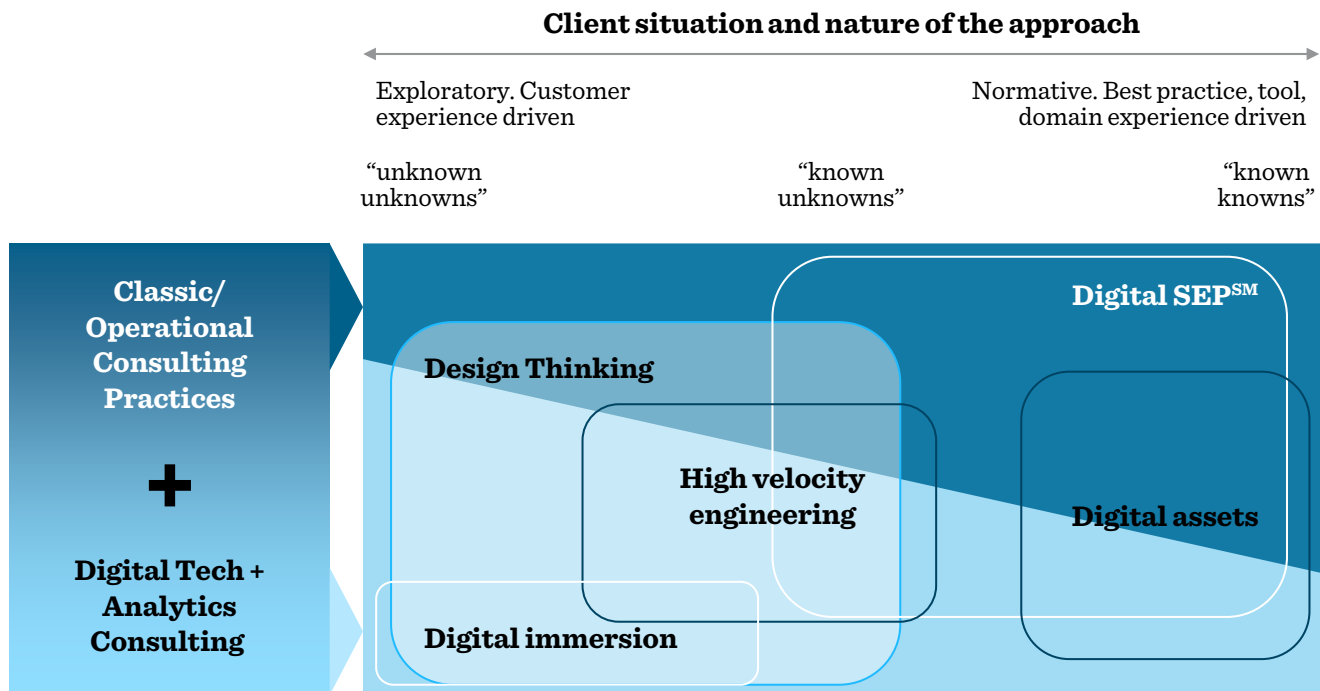 Client situation and nature of the approach
Exploratory. Customer
experience driven
Normative. Best practice, tool,
domain experience driven
“unknown
unknowns”
“known
unknowns”
“known
knowns”
Classic/
Operational
Consulting
Practices
+
Digital Tech +
Analytics
Consulting
Digital SEP℠
Design Thinking
High velocity
engineering
Digital assets
Digital immersion